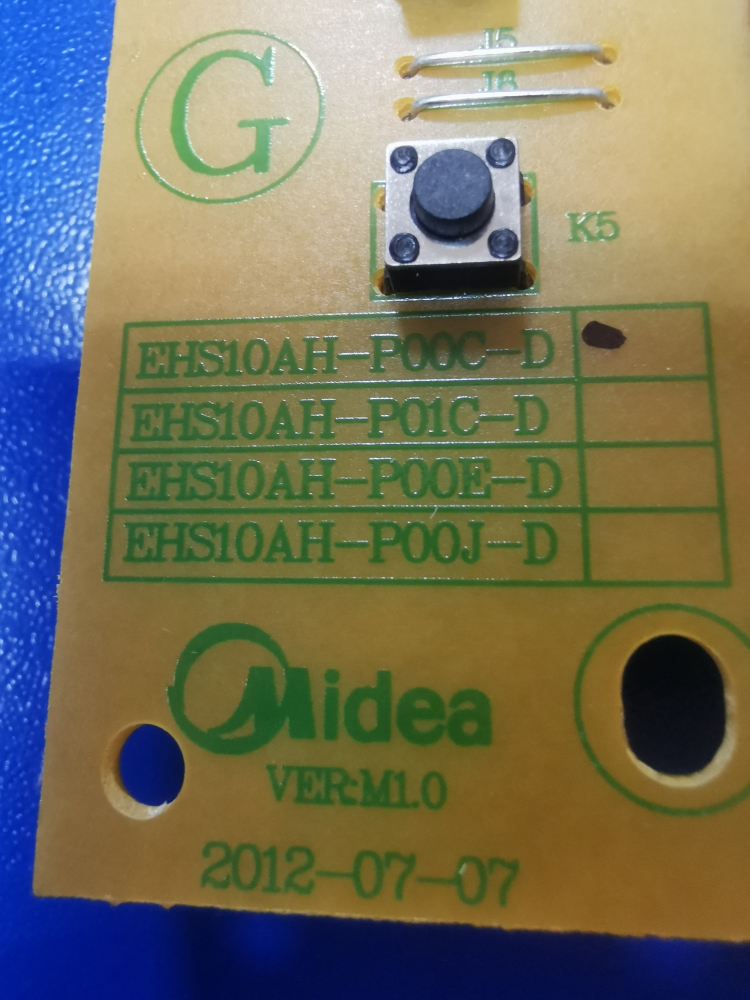 J5
J6
G
K5
EHS10AH-P00C-D
EHS10AH-P01C-D
EHS10AH-P00E-D
EHS10AH-P00J-D
Midea
VER:M1.0
2012-07-07